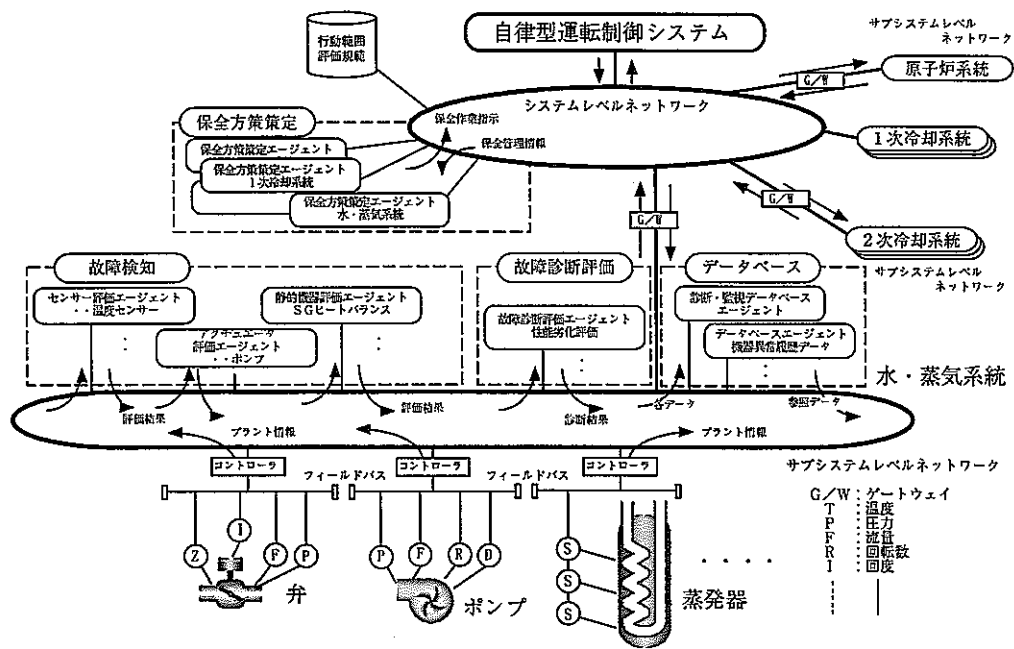 行動範囲
評価規範
自律型運転制御システム
サブシステムレベル
ネットワーク
原子炉系統
G/W
システムレベルネットワーク
保全作業指示
保全管理情報
1次冷却系統
保全方策策定
保全方策策定エージェント
保全方策策定エージェント
1次冷却系統
保全方策策定エージェント
水・蒸気系統
G/W
G/W
2次冷却系統
サブシステムレベル
ネットワーク
故障検知
センサー評価エージェント
・・温度センサー
アクチュエータ
評価エージェント
・・ポンプ
静的機器評価エージェント
SGヒートバランス
故障診断評価
故障診断評価エージェント
性能劣化評価
データベース
診断・監視データベース
エージェント
データベースエージェント
機器異常履歴データ
水・蒸気系統
評価結果
評価結果
診断結果
各データ
参照データ
プラント情報
プラント情報
コントローラ
コントローラ
コントローラ
フィールドバス
フィールドバス
サブシステムレベルネットワーク
Z
I
F
P
弁
P
F
R
D
ポンプ
S
S
S
蒸発器
・・・・
G/W:ゲートウェイ
T:温度
P:圧力
F:流量
R:回転数
I:回度